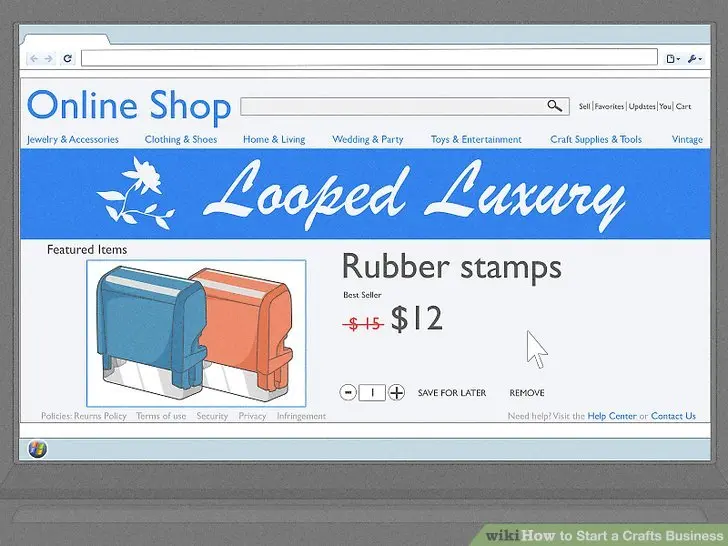 Online Shop
Sell | Favorites | Updates | You | Cart
Jewelry & Accessories Clothing & Shoes Home & Living Wedding & Party Toys & Entertainment Craft Supplies & Tools Vintage
Looped Luxury
Featured Items
Rubber stamps
Best Seller
$15 $12
1 SAVE FOR LATER REMOVE
Policies: Reurns Policy Terms of use Security Privacy Infringement Need help? Visit the Help Center or Contact Us
wikiHow to Start a Crafts Business